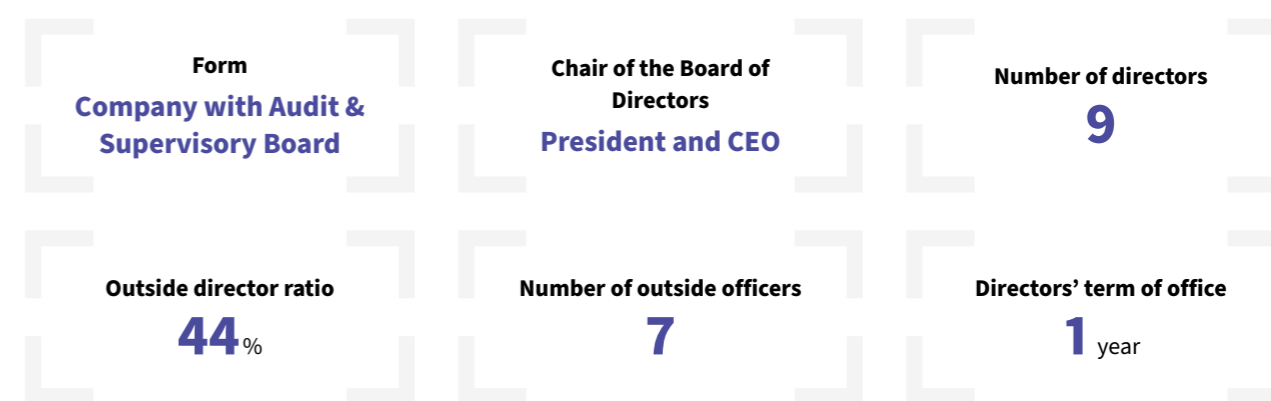 Form
Company with Audit &
Supervisory Board
Chair of the Board of
Directors
President and CEO
Number of directors
9
Outside director ratio
44%
Number of outside officers
7
Directors’ term of office
1 year